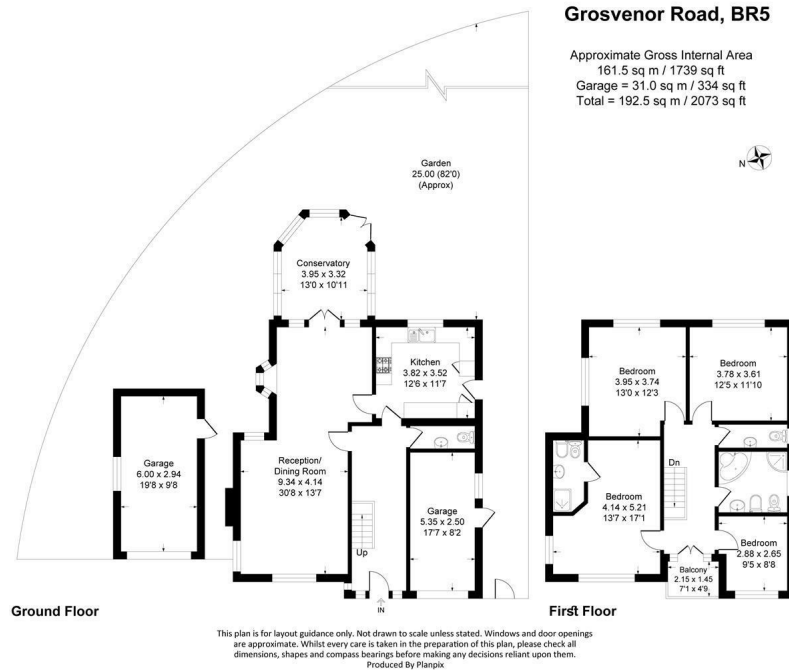 Grosvenor Road, BR5
Approximate Gross Internal Area
161.5 sq m / 1739 sq ft
Garage = 31.0 sq m / 334 sq ft
Total = 192.5 sq m / 2073 sq ft
N
Garden
25.00 (82'0)
(Approx)
Conservatory
3.95 x 3.32
13'0 x 10'11
Kitchen
3.82 x 3.52
12'6 x 11'7
Reception/
Dining Room
9.34 x 4.14
30'8 x 13'7
Garage
6.00 x 2.94
19'8 x 9'8
Garage
5.35 x 2.50
17'7 x 8'2
Up
IN
Ground Floor
Bedroom
3.95 x 3.74
13'0 x 12'3
Bedroom
3.78 x 3.61
12'5 x 11'10
Dn
Bedroom
4.14 x 5.21
13'7 x 17'1
Bedroom
2.88 x 2.65
9'5 x 8'8
Balcony
2.15 x 1.45
7'1 x 4'9
First Floor
This plan is for layout guidance only. Not drawn to scale unless stated. Windows and door openings
are approximate. Whilst every care is taken in the preparation of this plan, please check all
dimensions, shapes and compass bearings before making any decisions reliant upon them.
Produced By Planpix